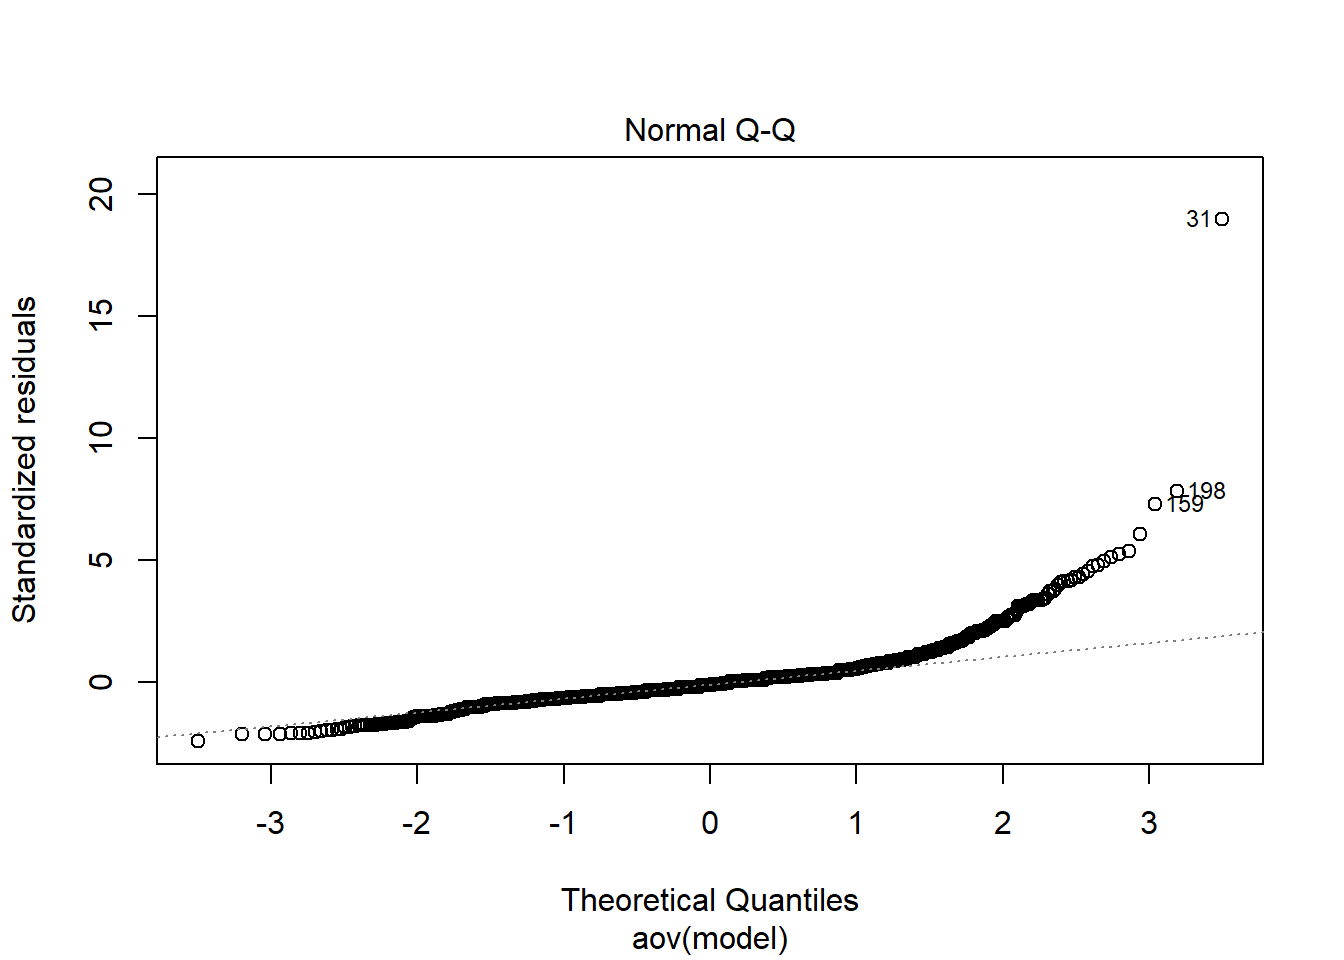 Normal Q-Q
Standardized residuals
20
15
10
5
0
31
198
159
-3 -2 -1 0 1 2 3
Theoretical Quantiles
aov(model)